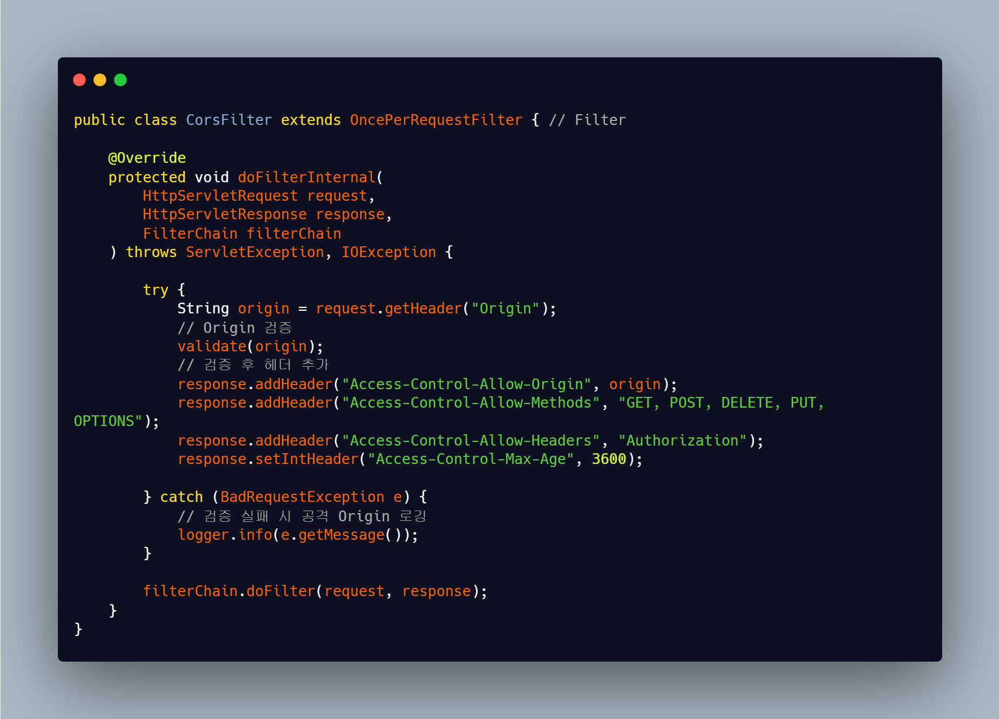 public class CorsFilter extends OncePerRequestFilter { // Filter
@Override
protected void doFilterInternal(
HttpServletRequest request,
HttpServletResponse response,
FilterChain filterChain
) throws ServletException, IOException {
try {
String origin = request.getHeader("Origin");
// Origin 검증
validate(origin);
// 검증 후 헤더 추가
response.addHeader("Access-Control-Allow-Origin", origin);
response.addHeader("Access-Control-Allow-Methods", "GET, POST, DELETE, PUT,
OPTIONS");
response.addHeader("Access-Control-Allow-Headers", "Authorization");
response.setIntHeader("Access-Control-Max-Age", 3600);
} catch (BadRequestException e) {
// 검증 실패 시 공격 Origin 로깅
logger.info(e.getMessage());
}
filterChain.doFilter(request, response);
}
}